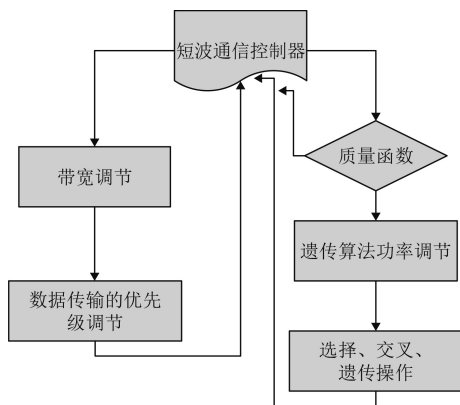 短波通信控制器
质量函数
带宽调节
遗传算法功率调节
数据传输的优先
级调节
选择、交叉、
遗传操作